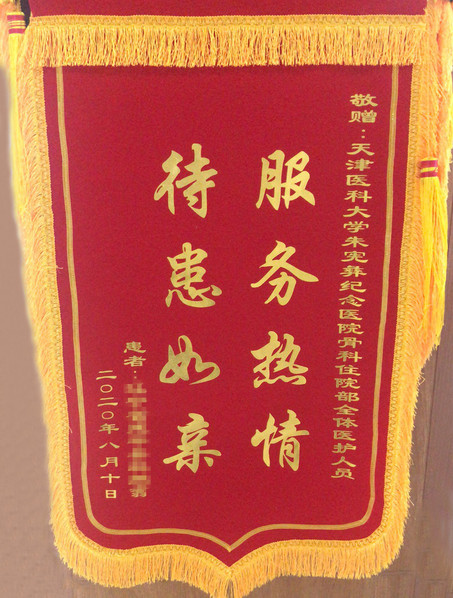 敬赠：天津医科大学朱宪彝纪念医院骨科住院部全体医护人员
服务热情
待患如亲
患者：
二〇二〇年八月十日